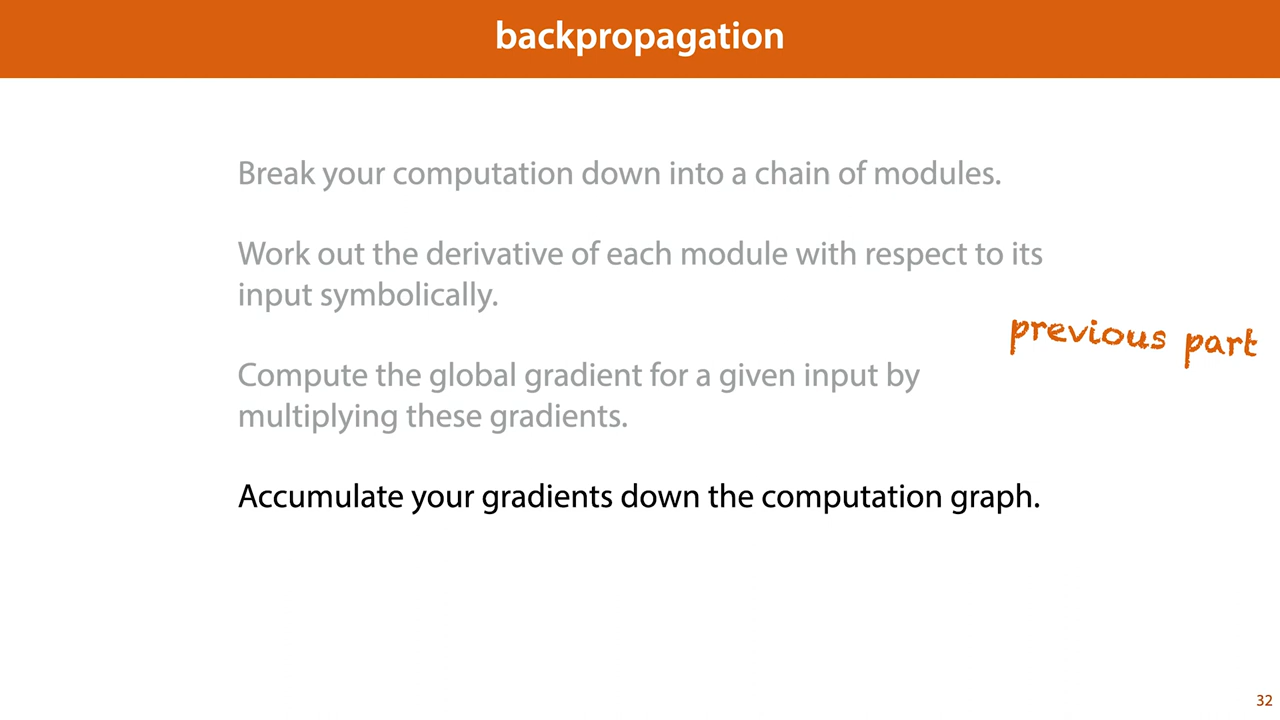 backpropagation
Break your computation down into a chain of modules.
Work out the derivative of each module with respect to its
input symbolically.
previous part
Compute the global gradient for a given input by
multiplying these gradients.
Accumulate your gradients down the computation graph.
32